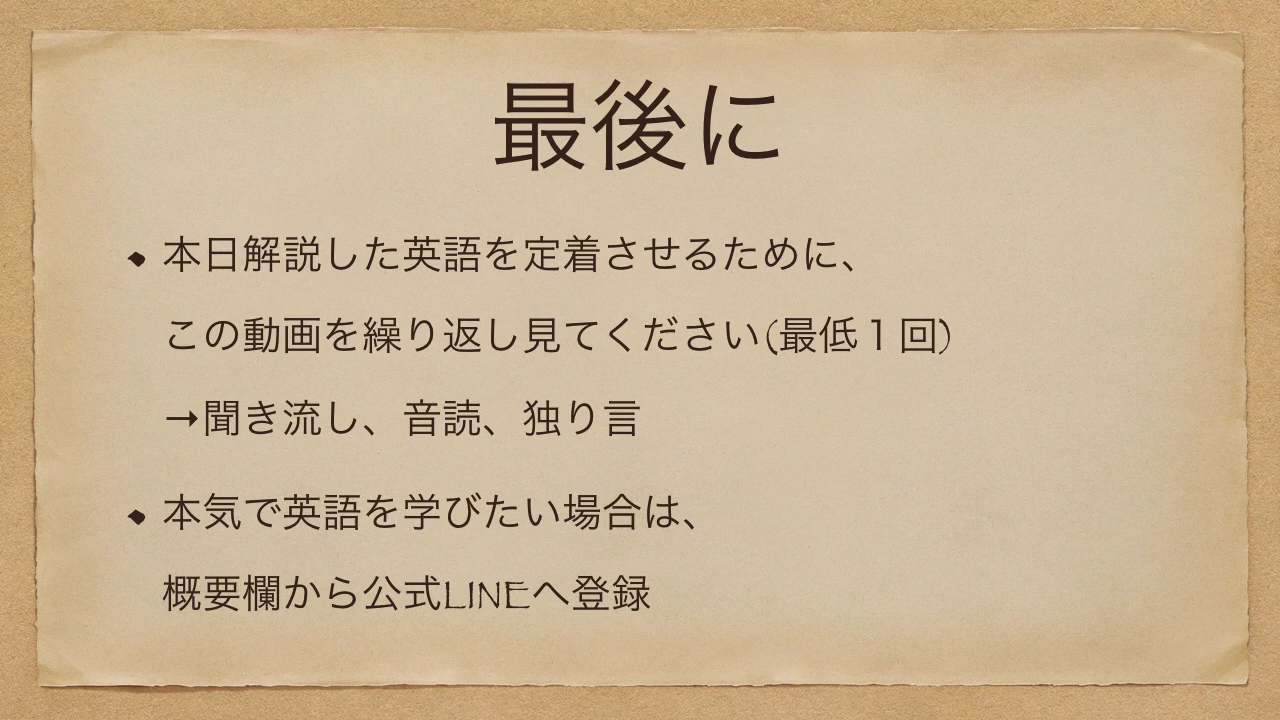 最後に
本日解説した英語を定着させるために、
この動画を繰り返し見てください(最低１回)
→聞き流し、音読、独り言
本気で英語を学びたい場合は、
概要欄から公式LINEへ登録